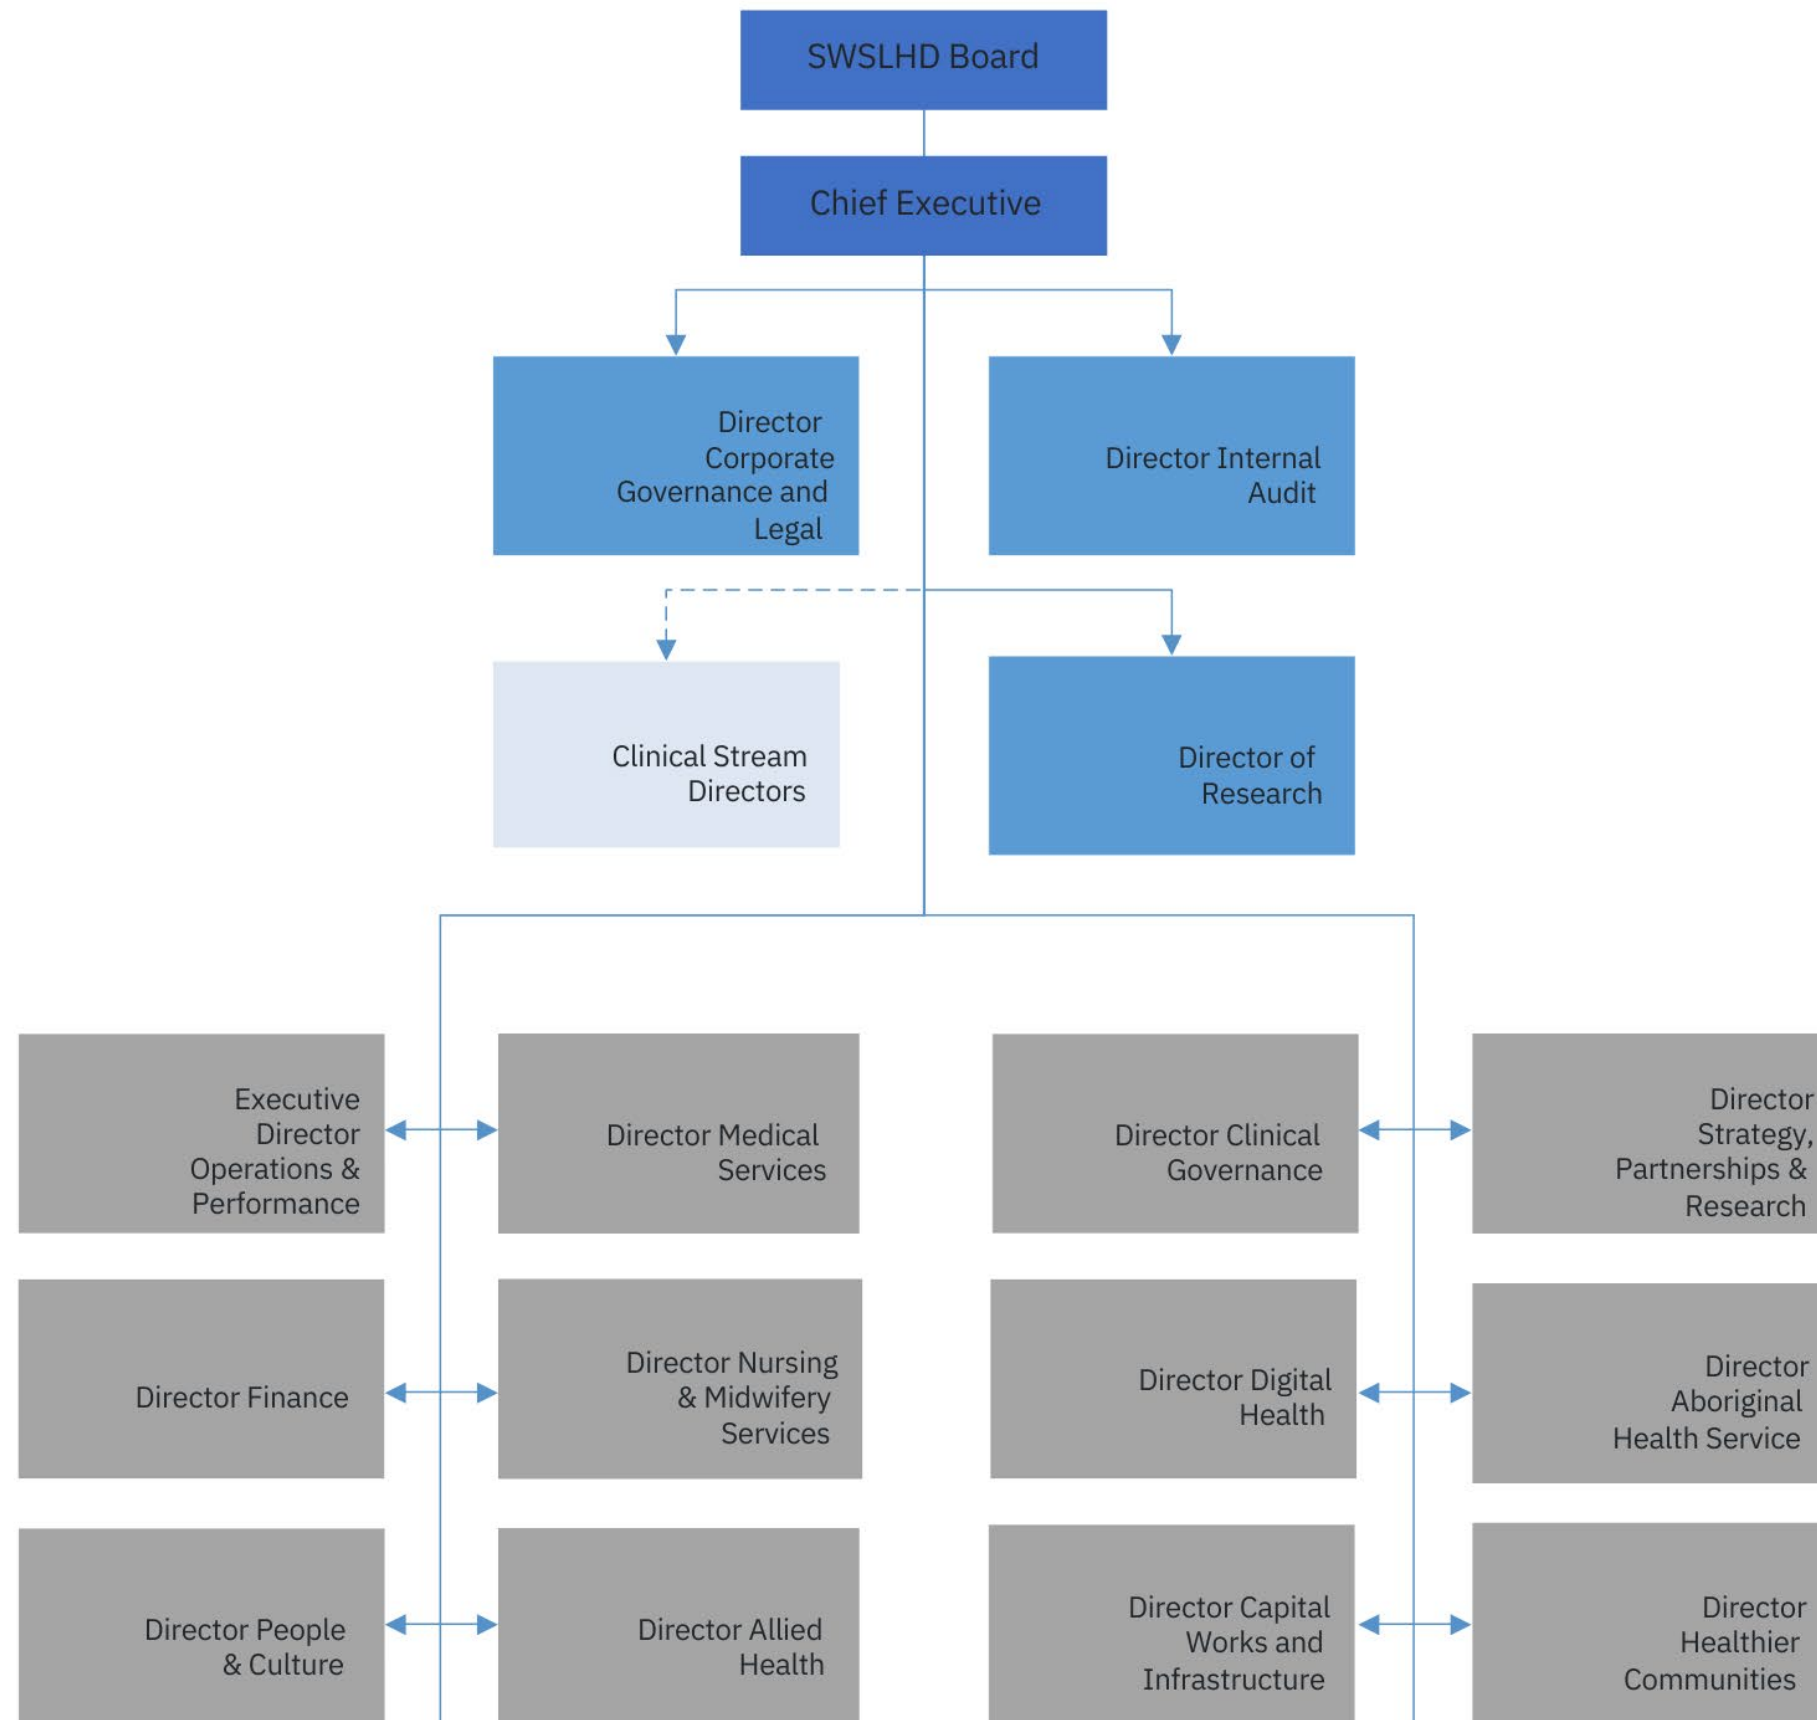 SWSLHD Board
Chief Executive
Director
Corporate
Governance and
Legal
Director Internal
Audit
Clinical Stream
Directors
Director of
Research
Executive
Director
Operations &
Performance
Director Medical
Services
Director Clinical
Governance
Director
Strategy,
Partnerships &
Research
Director Finance
Director Nursing
& Midwifery
Services
Director Digital
Health
Director
Aboriginal
Health Service
Director People
& Culture
Director Allied
Health
Director Capital
Works and
Infrastructure
Director
Healthier
Communities